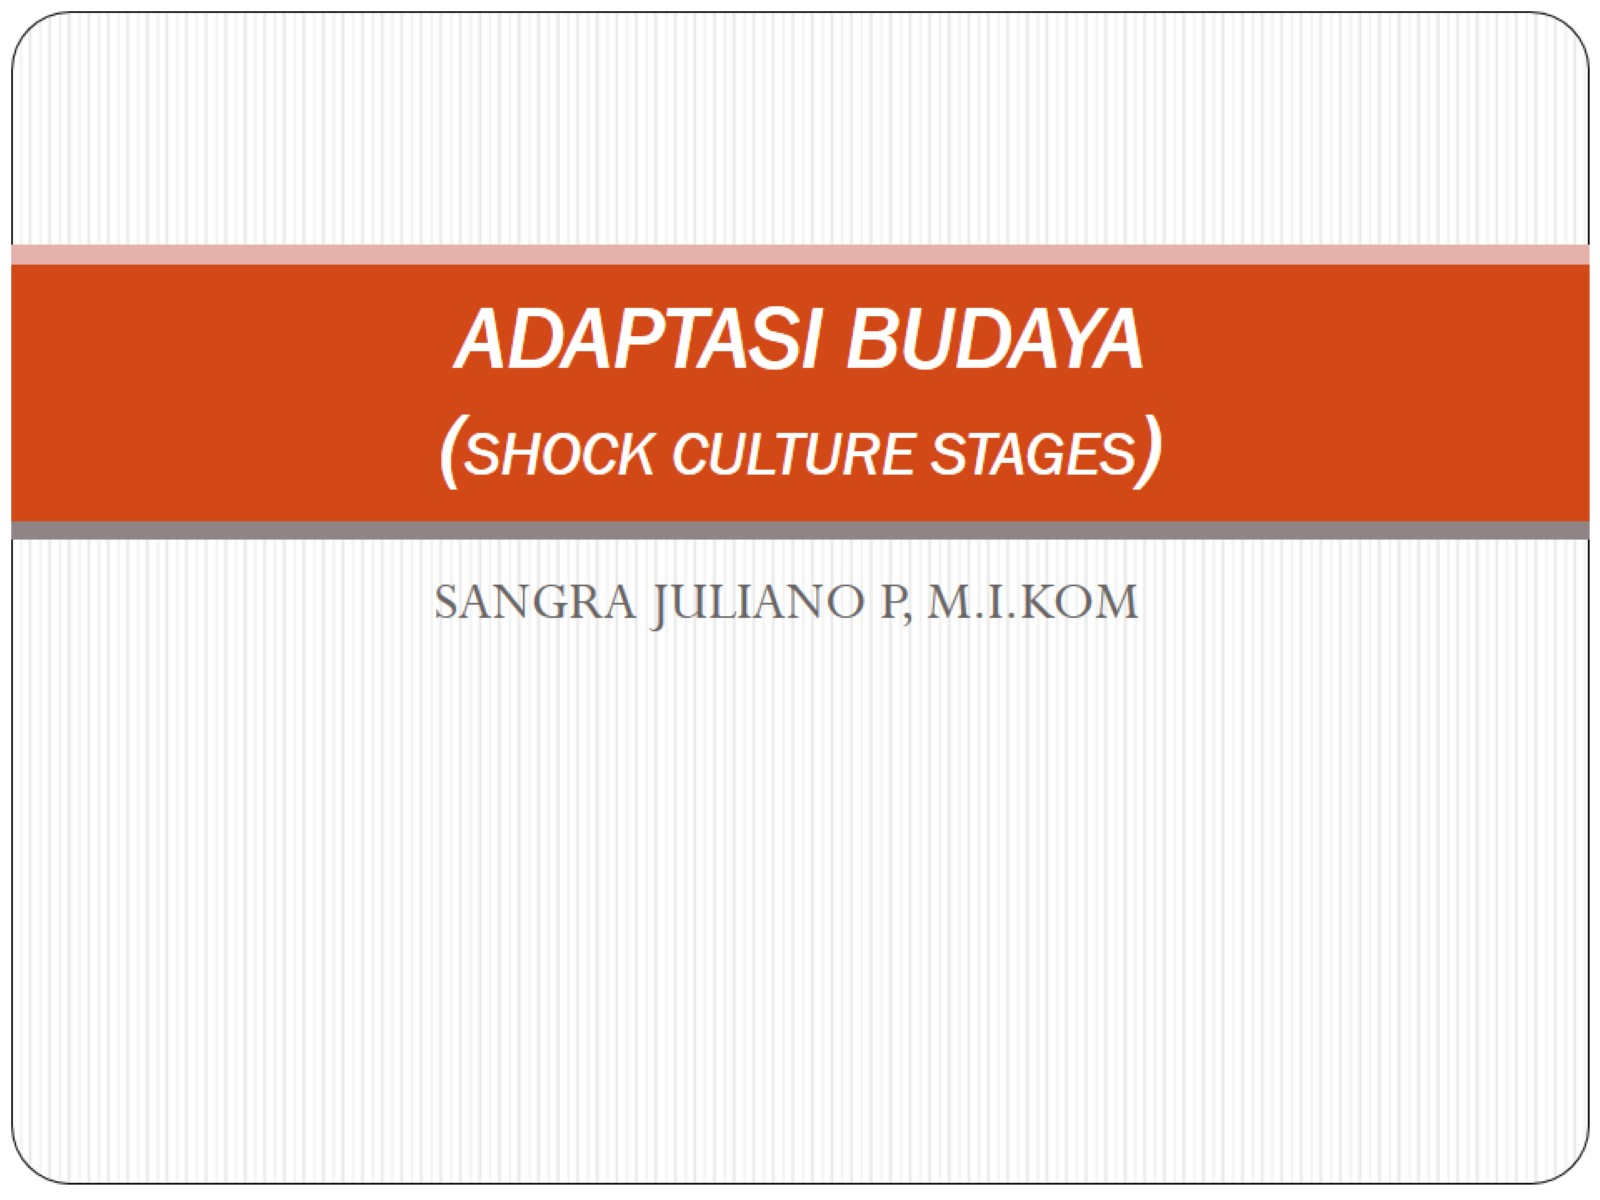 ADAPTASI BUDAYA
(SHOCK CULTURE STAGES)
SANGRA JULIANO P, M.I.KOM